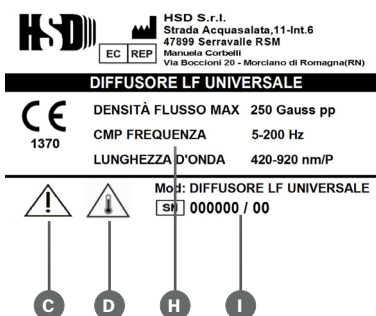 HSD
HSD S.r.l.
Strada Acquasalata,11-Int.6
47899 Serravalle RSM
EC REP
Manuela Corbelli
Via Boccioni 20 - Morciano di Romagna(RN)
DIFFUSORE LF UNIVERSALE
CE
1370
DENSITÀ FLUSSO MAX 250 Gauss pp
CMP FREQUENZA 5-200 Hz
LUNGHEZZA D'ONDA 420-920 nm/P
Mod: DIFFUSORE LF UNIVERSALE
SN 000000 / 00
C
D
H
I